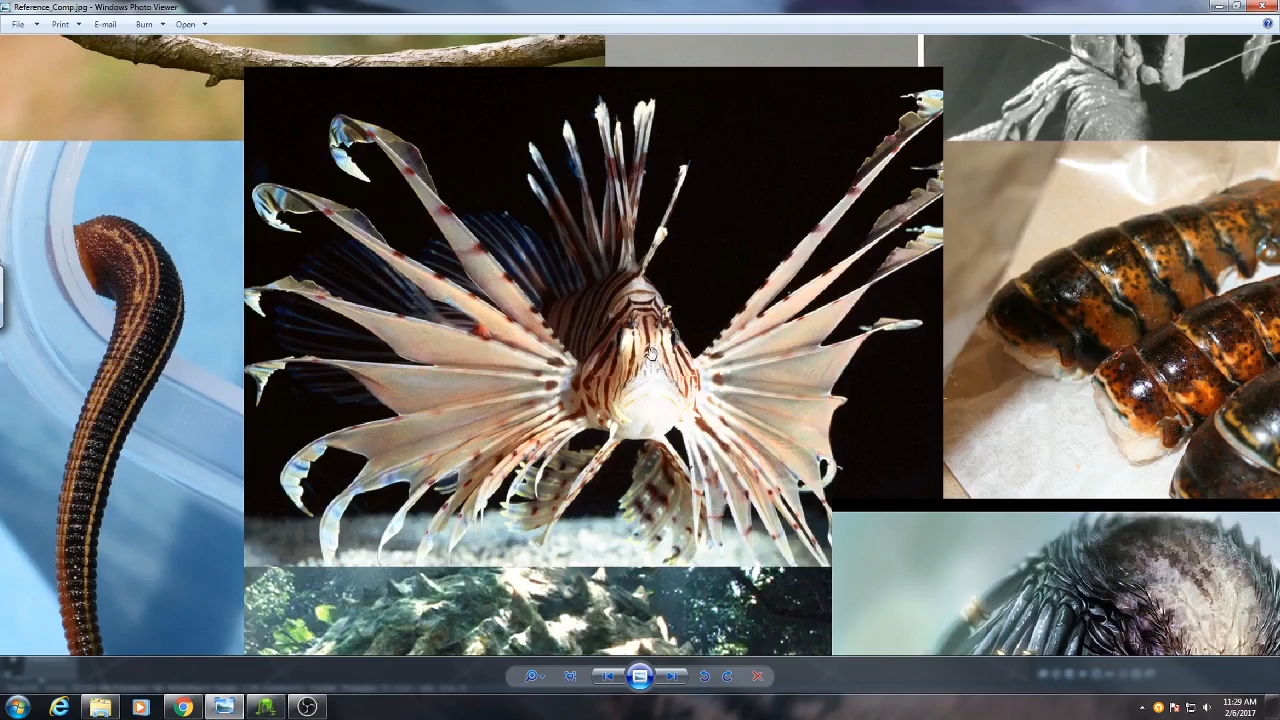 Reference_Comp.jpg - Windows Photo Viewer
File Print E-mail Burn Open
11:29 AM
2/6/2017